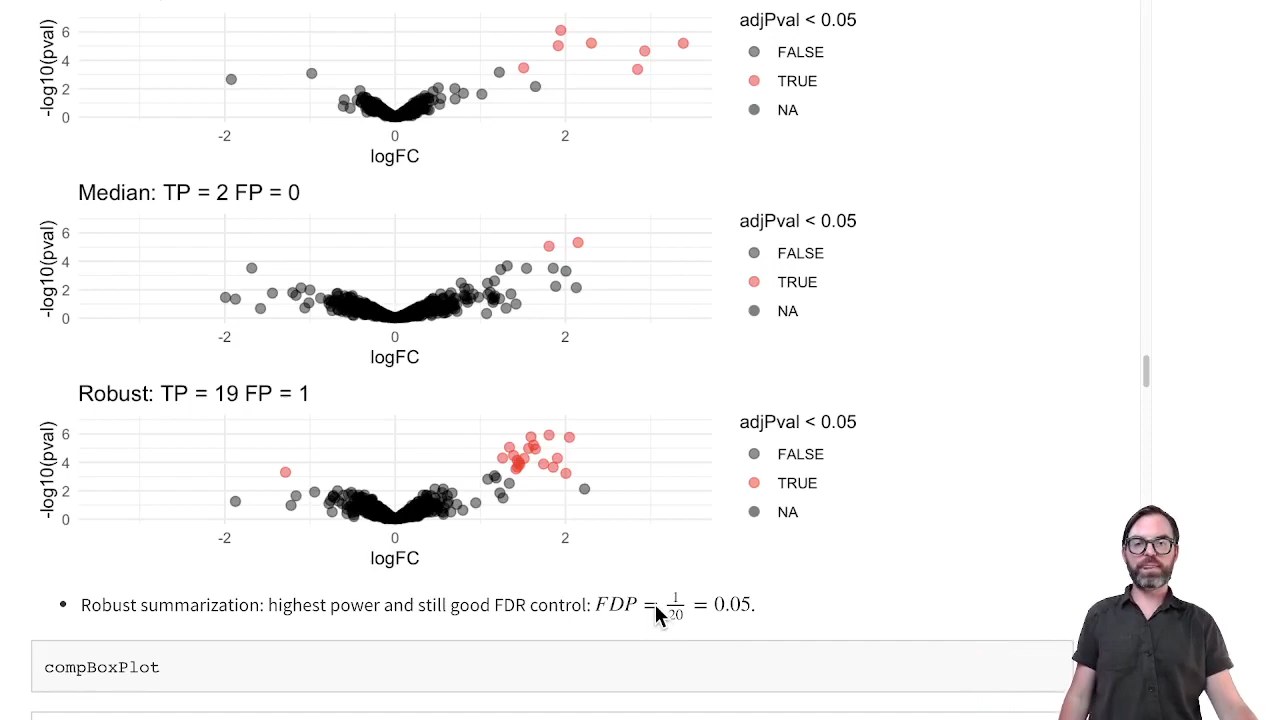 adjPval < 0.05
-log10(pval)
6
4
2
0
FALSE
TRUE
NA
-2
0
2
logFC
Median: TP = 2 FP = 0
adjPval < 0.05
-log10(pval)
6
4
2
0
FALSE
TRUE
NA
-2
0
2
logFC
Robust: TP = 19 FP = 1
adjPval < 0.05
-log10(pval)
6
4
2
0
FALSE
TRUE
NA
-2
0
2
logFC
• Robust summarization: highest power and still good FDR control: FDP = 1/20 = 0.05.
compBoxPlot